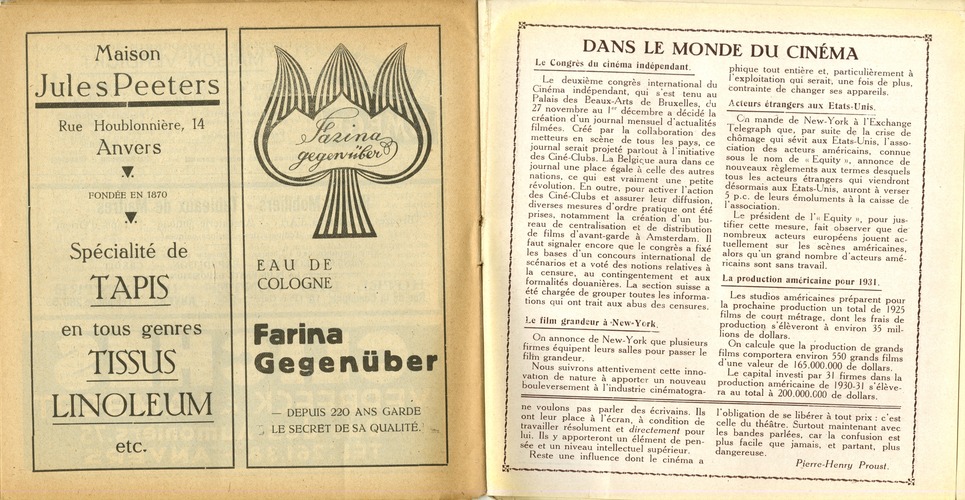 Maison
Jules Peeters
Rue Houblonnière, 14
Anvers
FONDÉE EN 1870
Spécialité de
TAPIS
en tous genres
TISSUS
LINOLEUM
etc.
Farina
gegenüber
EAU DE
COLOGNE
Farina
Gegenüber
— DEPUIS 220 ANS GARDE
LE SECRET DE SA QUALITÉ.
DANS LE MONDE DU CINÉMA
Le Congrès du cinéma indépendant.
Le deuxième congrès international du
Cinéma indépendant, qui s'est tenu au
Palais des Beaux-Arts de Bruxelles, du
27 novembre au 1er décembre a décidé la
création d'un journal mensuel d'actualités
filmées. Créé par la collaboration des
metteurs en scène de tous les pays, ce
journal serait projeté partout à l'initiative
des Ciné-Clubs. La Belgique aura dans ce
journal une place égale à celle des autres
nations, ce qui est vraiment une petite
révolution. En outre, pour activer l'action
des Ciné-Clubs et assurer leur diffusion,
diverses mesures d'ordre pratique ont été
prises, notamment la création d'un bu-
reau de centralisation et de distribution
de films d'avant-garde à Amsterdam. Il
faut signaler encore que le congrès a fixé
les bases d'un concours international de
scénarios et a voté des notions relatives à
la censure, au contingentement et aux
formalités douanières. La section suisse a
été chargée de grouper toutes les informa-
tions qui ont trait aux abus des censures.
Le film grandeur à New-York.
On annonce de New-York que plusieurs
firmes équipent leurs salles pour passer le
film grandeur.
Nous suivrons attentivement cette inno-
vation de nature à apporter un nouveau
bouleversement à l'industrie cinématogra-
phique tout entière et, particulièrement à
l'exploitation qui serait, une fois de plus,
contrainte de changer ses appareils.
Acteurs étrangers aux Etats-Unis.
On mande de New-York à l'Exchange
Telegraph que, par suite de la crise de
chômage qui sévit aux Etats-Unis, l'asso-
ciation des acteurs américains, connue
sous le nom de « Equity », annonce de
nouveaux règlements aux termes desquels
tous les acteurs étrangers qui viendront
désormais aux Etats-Unis, auront à verser
5 p.c. de leurs émoluments à la caisse de
l'association.
Le président de l'« Equity », pour jus-
tifier cette mesure, fait observer que de
nombreux acteurs européens jouent ac-
tuellement sur les scènes américaines,
alors qu'un grand nombre d'acteurs amé-
ricains sont sans travail.
La production américaine pour 1931.
Les studios américains préparent pour
la prochaine production un total de 1925
films de court métrage, dont les frais de
production s'élèveront à environ 35 mil-
lions de dollars.
On calcule que la production de grands
films comportera environ 550 grands films
d'une valeur de 165.000.000 de dollars.
Le capital investi par 31 firmes dans la
production américaine de 1930-31 s'élève-
ra au total à 200.000.000 de dollars.
ne voulons pas parler des écrivains. Ils
ont leur place à l'écran, à condition de
travailler résolument et directement pour
lui. Ils y apporteront un élément de pen-
sée et un niveau intellectuel supérieur.
Reste une influence dont le cinéma a
l'obligation de se libérer à tout prix : c'est
celle du théâtre. Surtout maintenant avec
les bandes parlées, car la confusion est
plus facile que jamais, et partant, plus
dangereuse.
Pierre-Henry Proust.